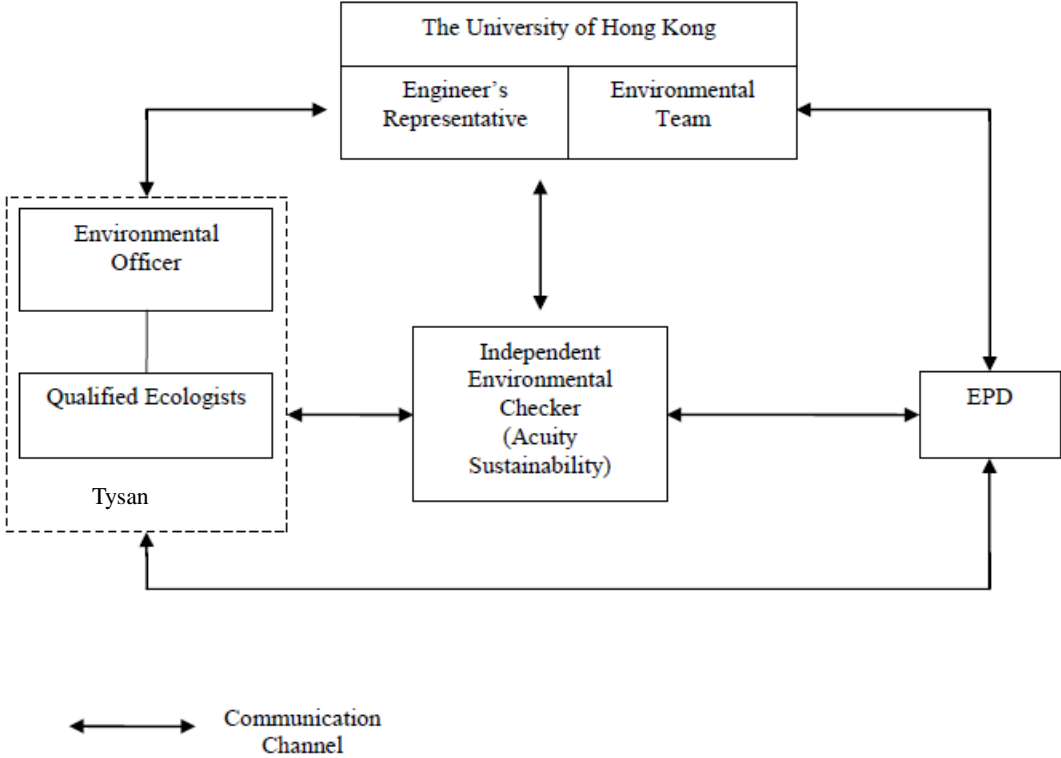 The University of Hong Kong
Engineer's
Representative
Environmental
Team
Environmental
Officer
Qualified Ecologists
Tysan
Independent
Environmental
Checker
(Acuity
Sustainability)
EPD
Communication
Channel